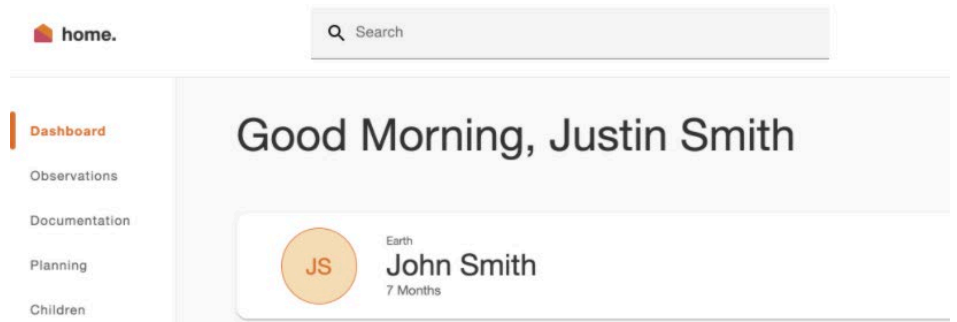 home.
Search
Dashboard
Observations
Documentation
Planning
Children
Good Morning, Justin Smith
JS
Earth
John Smith
7 Months